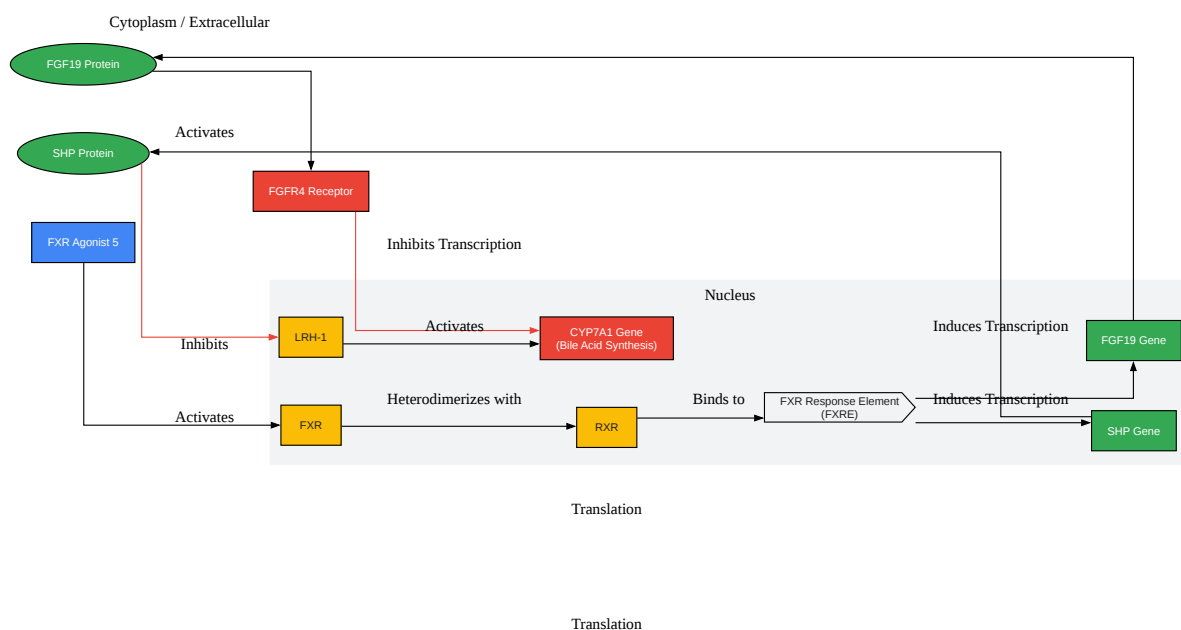 Cytoplasm / Extracellular
FGF19 Protein
Activates
SHP Protein
FGFR4 Receptor
FXR Agonist 5
Inhibits Transcription
Nucleus
LRH-1
Activates
CYP7A1 Gene
(Bile Acid Synthesis)
Induces Transcription
FGF19 Gene
Inhibits
Activates
FXR
Heterodimerizes with
RXR
Binds to
FXR Response Element
(FXRE)
Induces Transcription
SHP Gene
Translation
Translation